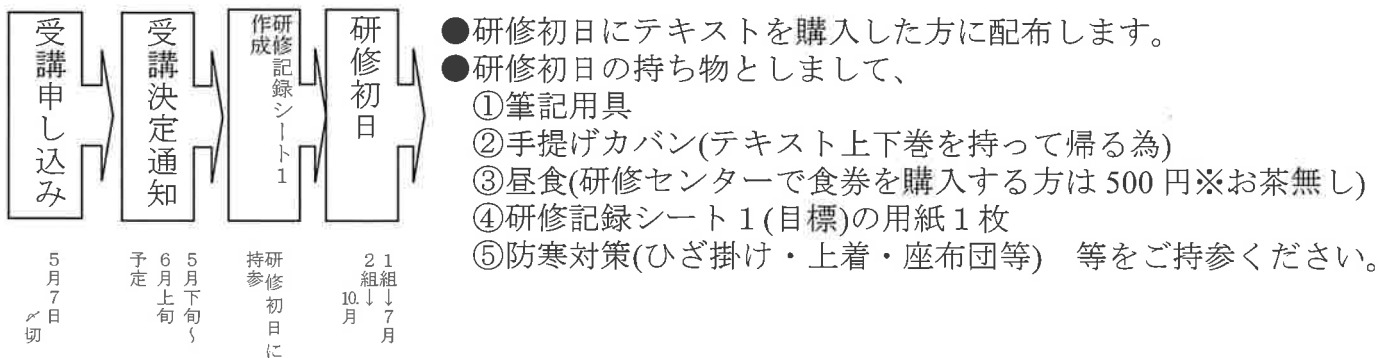 受講申し込み
受講決定通知
研修記録シート1
作成
研修初日
5月7日
〆切
5月下旬～
6月上旬
予定
研修初日に
持参
1組→7月
2組→
10月
●研修初日にテキストを購入した方に配布します。
●研修初日の持ち物としまして、
①筆記用具
②手提げカバン(テキスト上下巻を持って帰る為)
③昼食(研修センターで食券を購入する方は 500 円※お茶無し)
④研修記録シート１(目標)の用紙１枚
⑤防寒対策(ひざ掛け・上着・座布団等)　等をご持参ください。